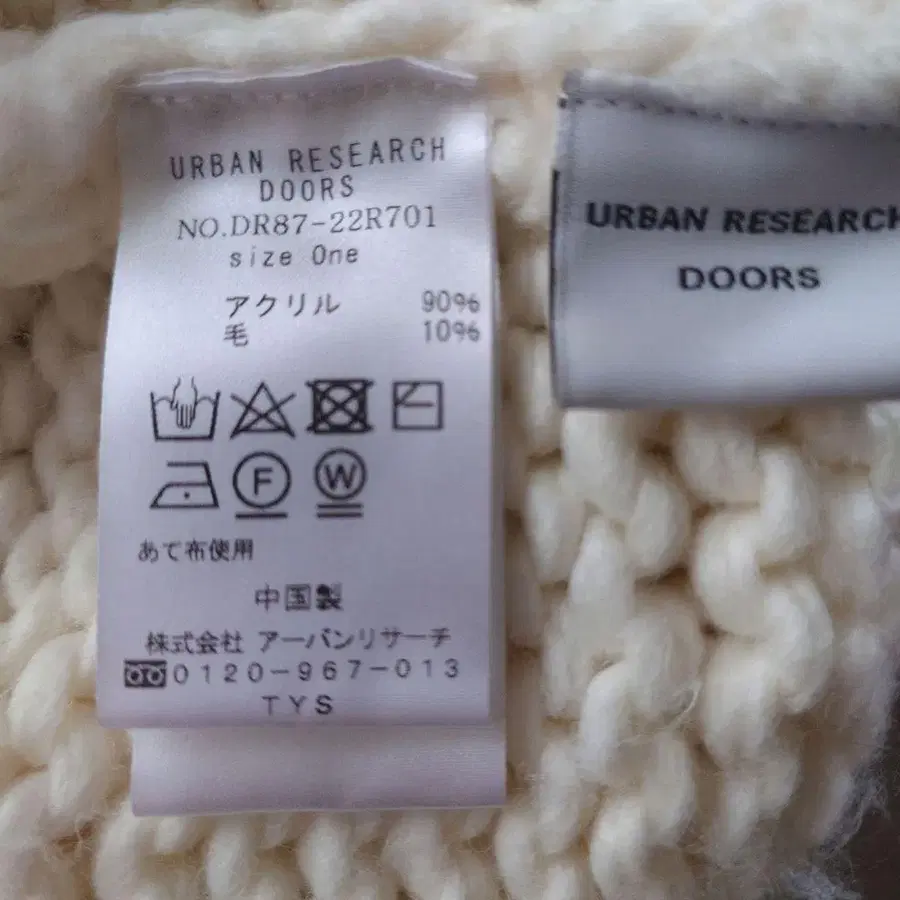 URBAN RESEARCH
DOORS
NO.DR87-22R701
size One
アクリル 90%
毛 10%
F W
あて布使用
中国製
株式会社 アーバンリサーチ
0120-967-013
TYS
URBAN RESEARCH
DOORS